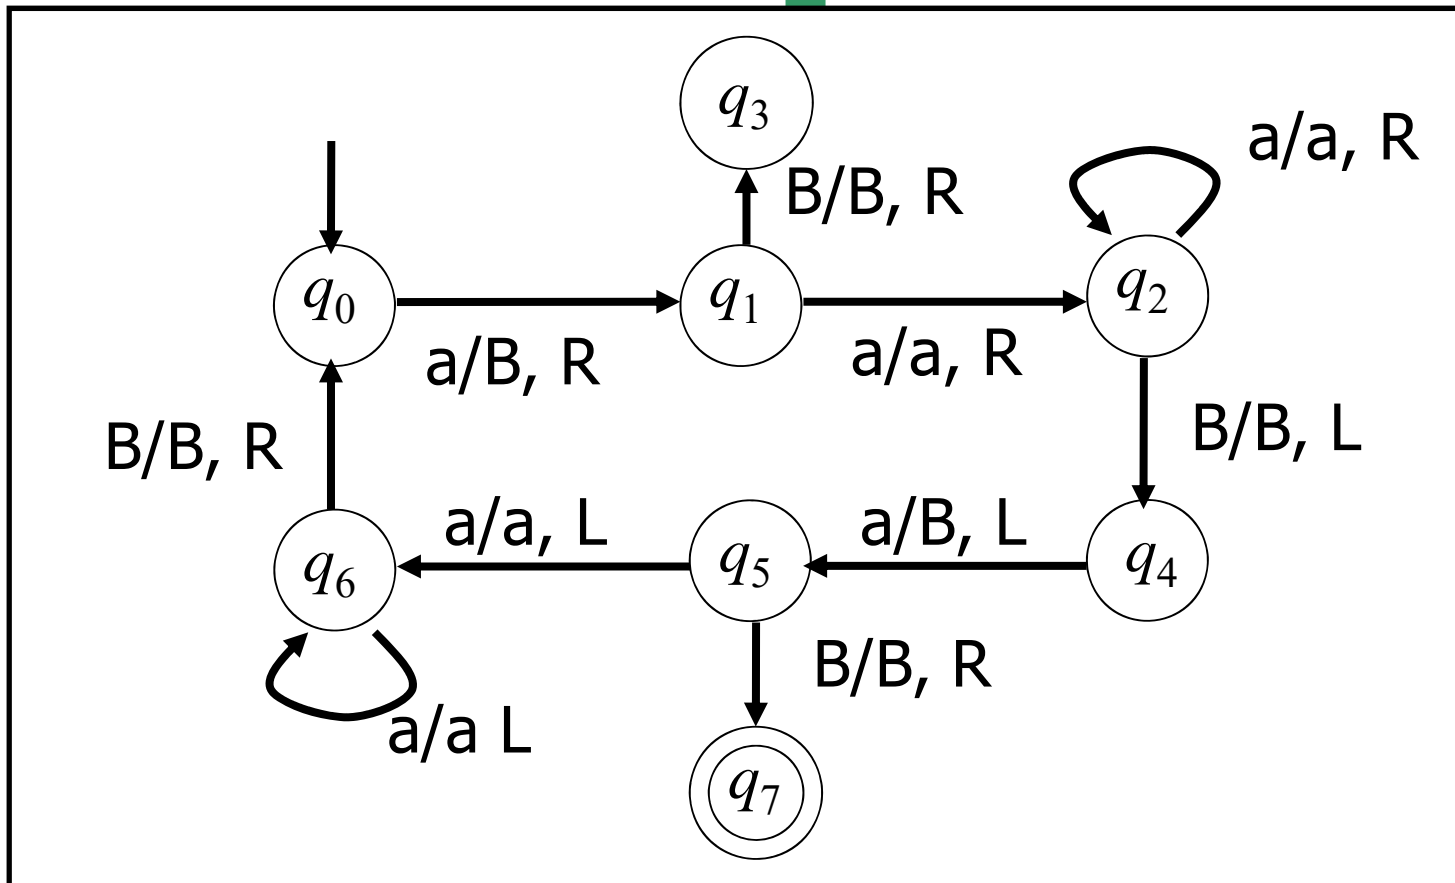 q3
a/a, R
B/B, R
q0
q1
q2
a/B, R
a/a, R
B/B, R
B/B, L
a/a, L
a/B, L
q6
q5
q4
B/B, R
a/a L
q7